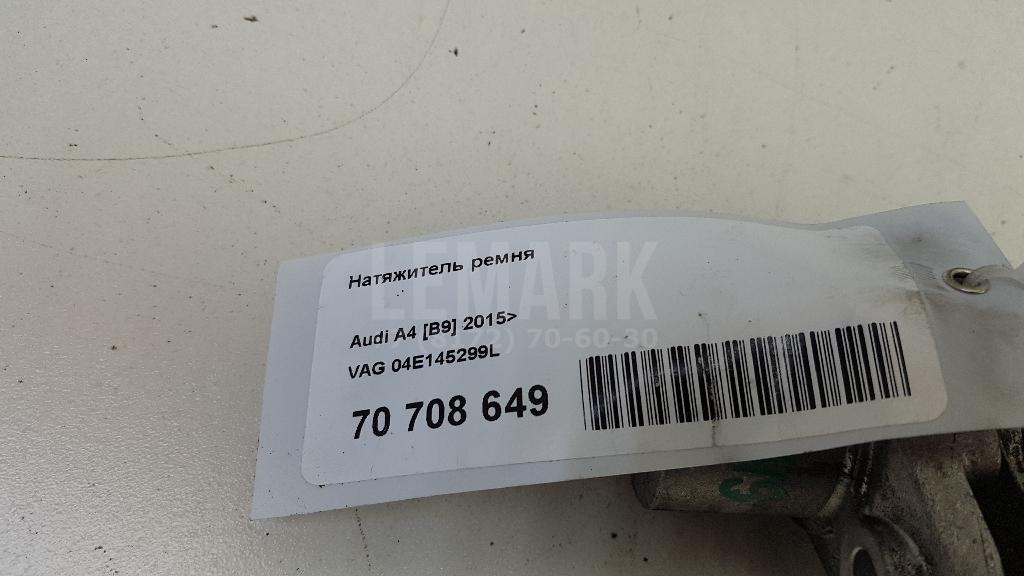 Натяжитель ремня
LEMARK
Audi A4 [B9] 2015>
70-60-30
VAG 04E145299L
70 708 649